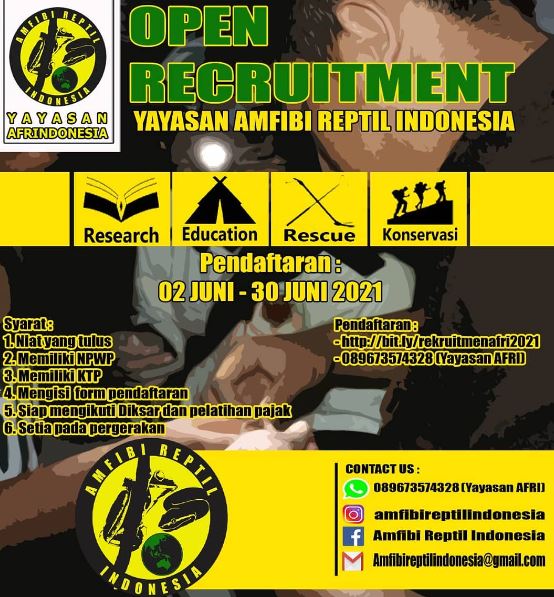 AMFIBI REPTIL
INDONESIA
YAYASAN
AFRINDONESIA
OPEN
RECRUITMENT
YAYASAN AMFIBI REPTIL INDONESIA
Research
Education
Rescue
Konservasi
Pendaftaran :
02 JUNI - 30 JUNI 2021
Syarat :
1. Niat yang tulus
2. Memiliki NPWP
3. Memiliki KTP
4. Mengisi form pendaftaran
5. Siap mengikuti Diksar dan pelatihan pajak
6. Setia pada pergerakan
Pendaftaran :
- http://bit.ly/rekruitmenafri2021
- 089673574328 (Yayasan AFRI)
AMFIBI REPTIL
INDONESIA
CONTACT US :
089673574328 (Yayasan AFRI)
amfibireptilindonesia
Amfibi Reptil Indonesia
Amfibireptilindonesia@gmail.com